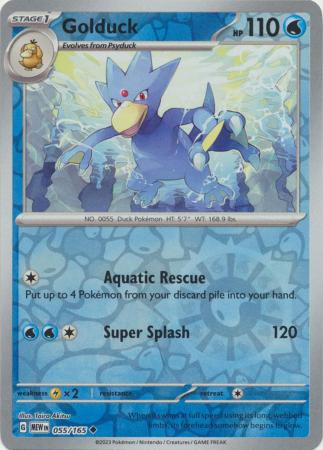 STAGE 1
Golduck
HP 110
Evolves from Psyduck
NO. 0055 Duck Pokémon HT: 5'7" WT: 168.9 lbs.
Aquatic Rescue
Put up to 4 Pokémon from your discard pile into your hand.
Super Splash 120
weakness ×2 resistance retreat
Illus. Taira Akitsu
G MEW EN 055/165
When it swims at full speed using its long, webbed
limbs, its forehead somehow begins to glow.
©2023 Pokémon / Nintendo / Creatures / GAME FREAK